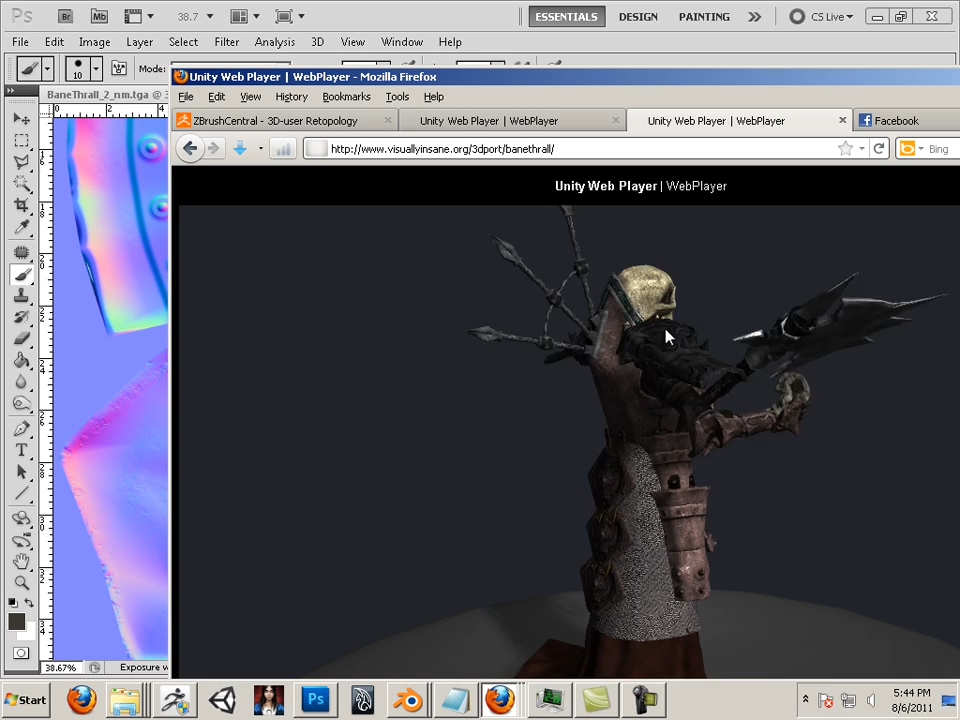 Ps Br Mb 38.7 ESSENTIALS DESIGN PAINTING CS Live
File Edit Image Layer Select Filter Analysis 3D View Window Help
10 Mode:
Unity Web Player | WebPlayer - Mozilla Firefox
BaneThrall_2_nm.tga @ 3
File Edit View History Bookmarks Tools Help
ZBrushCentral - 3D-user Retopology Unity Web Player | WebPlayer Unity Web Player | WebPlayer Facebook
http://www.visuallyinsane.org/3dport/banethrall/ Bing
Unity Web Player | WebPlayer
38.67% Exposure w
Start Ps 5:44 PM
8/6/2011